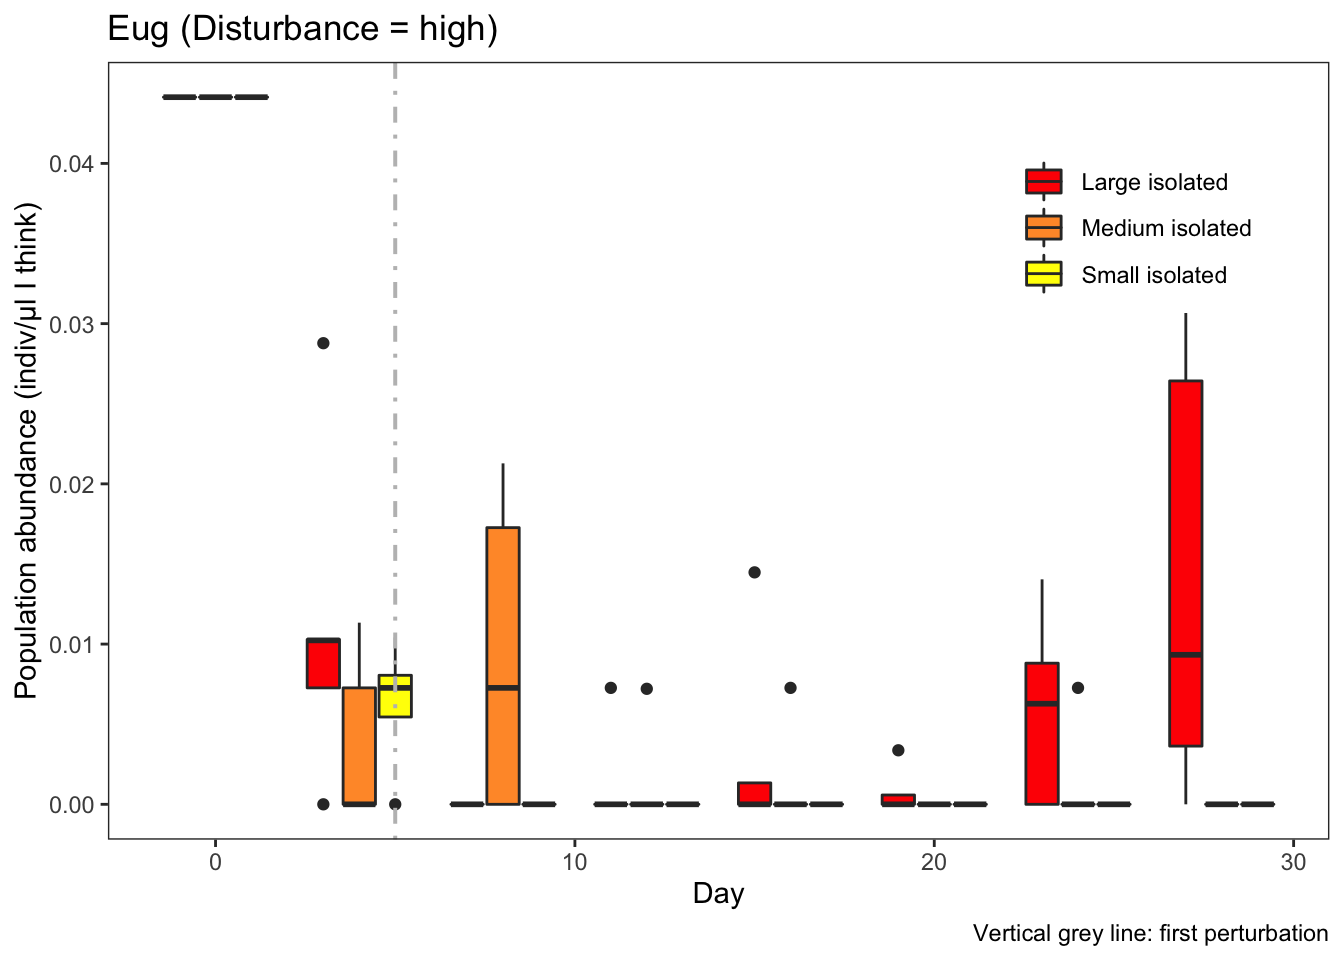 Eug (Disturbance = high)
Population abundance (indiv/µl I think)
0.04
0.03
0.02
0.01
0.00
Large isolated
Medium isolated
Small isolated
0
10
20
30
Day
Vertical grey line: first perturbation